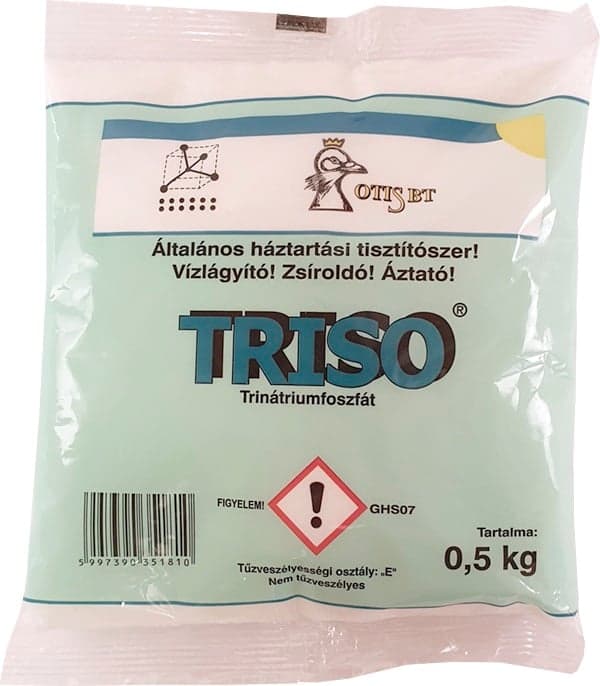 OTIS BT
Általános háztartási tisztítószer!
Vízlágyító! Zsíroldó! Áztató!
TRISO®
Trinátriumfoszfát
FIGYELEM!
GHS07
Tartalma:
0,5 kg
5 997390 351810
Tűzveszélyességi osztály: „E"
Nem tűzveszélyes